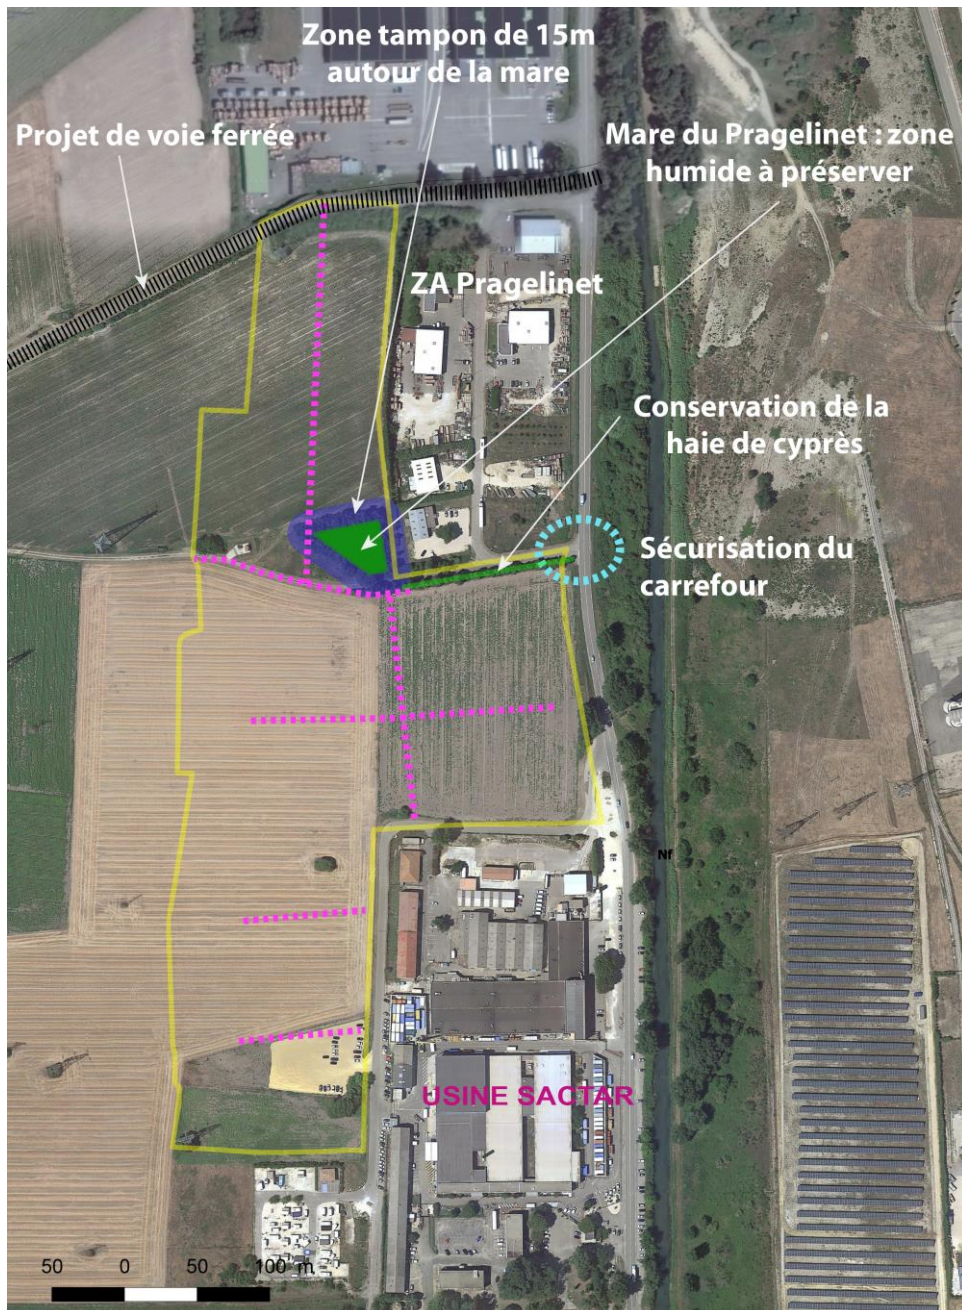 Zone tampon de 15m
autour de la mare
Projet de voie ferrée
Mare du Pragelinet : zone
humide à préserver
ZA Pragelinet
Conservation de la
haie de cyprès
Sécurisation du
carrefour
Nf
USINE SACTAR
50 0 50 100 m